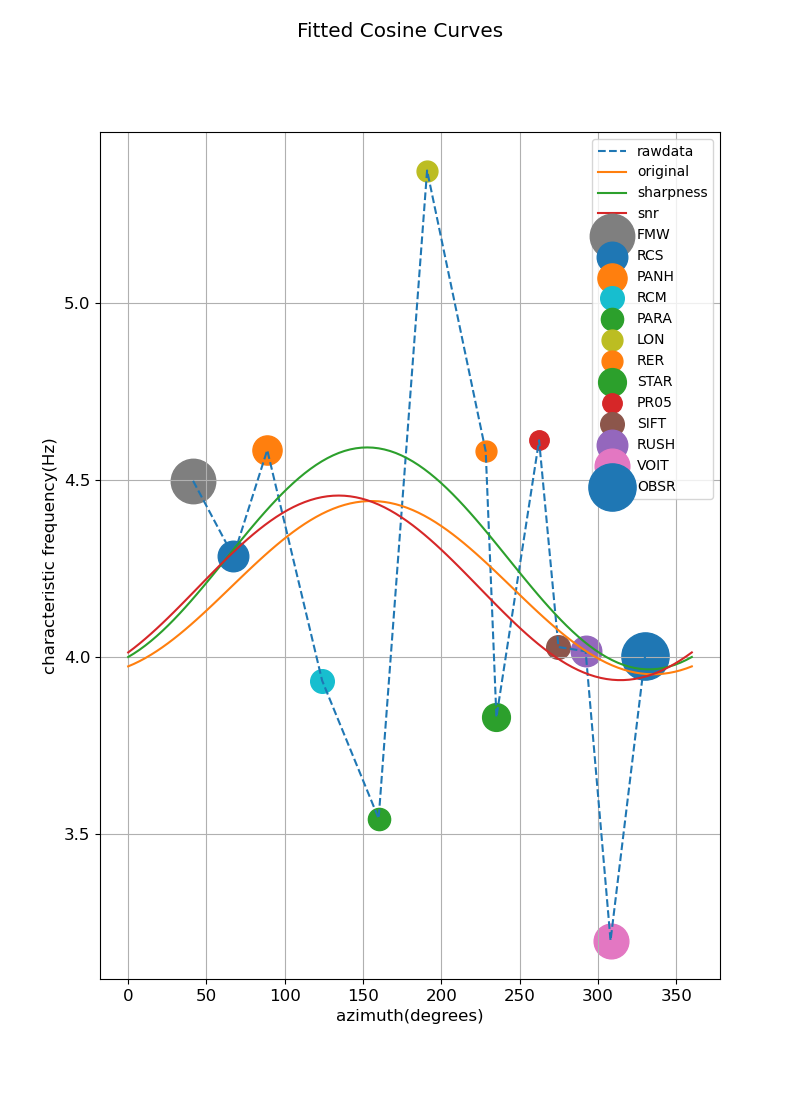 Fitted Cosine Curves
rawdata
original
sharpness
snr
FMW
RCS
PANH
RCM
PARA
LON
RER
STAR
PR05
SIFT
RUSH
VOIT
OBSR
characteristic frequency(Hz)
5.0
4.5
4.0
3.5
0 50 100 150 200 250 300 350
azimuth(degrees)